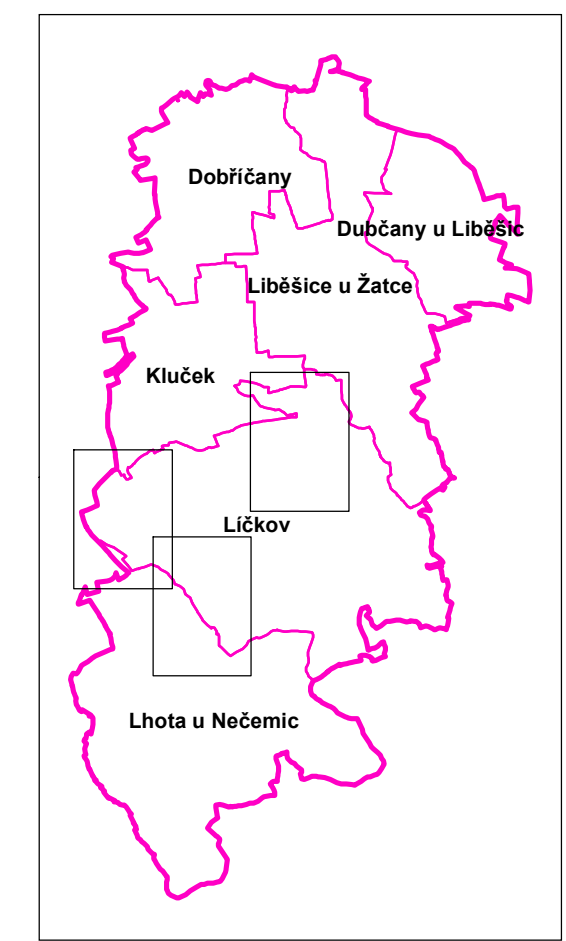 Dobříčany
Dubčany u Liběšic
Liběšice u Žatce
Kluček
Líčkov
Lhota u Nečemic